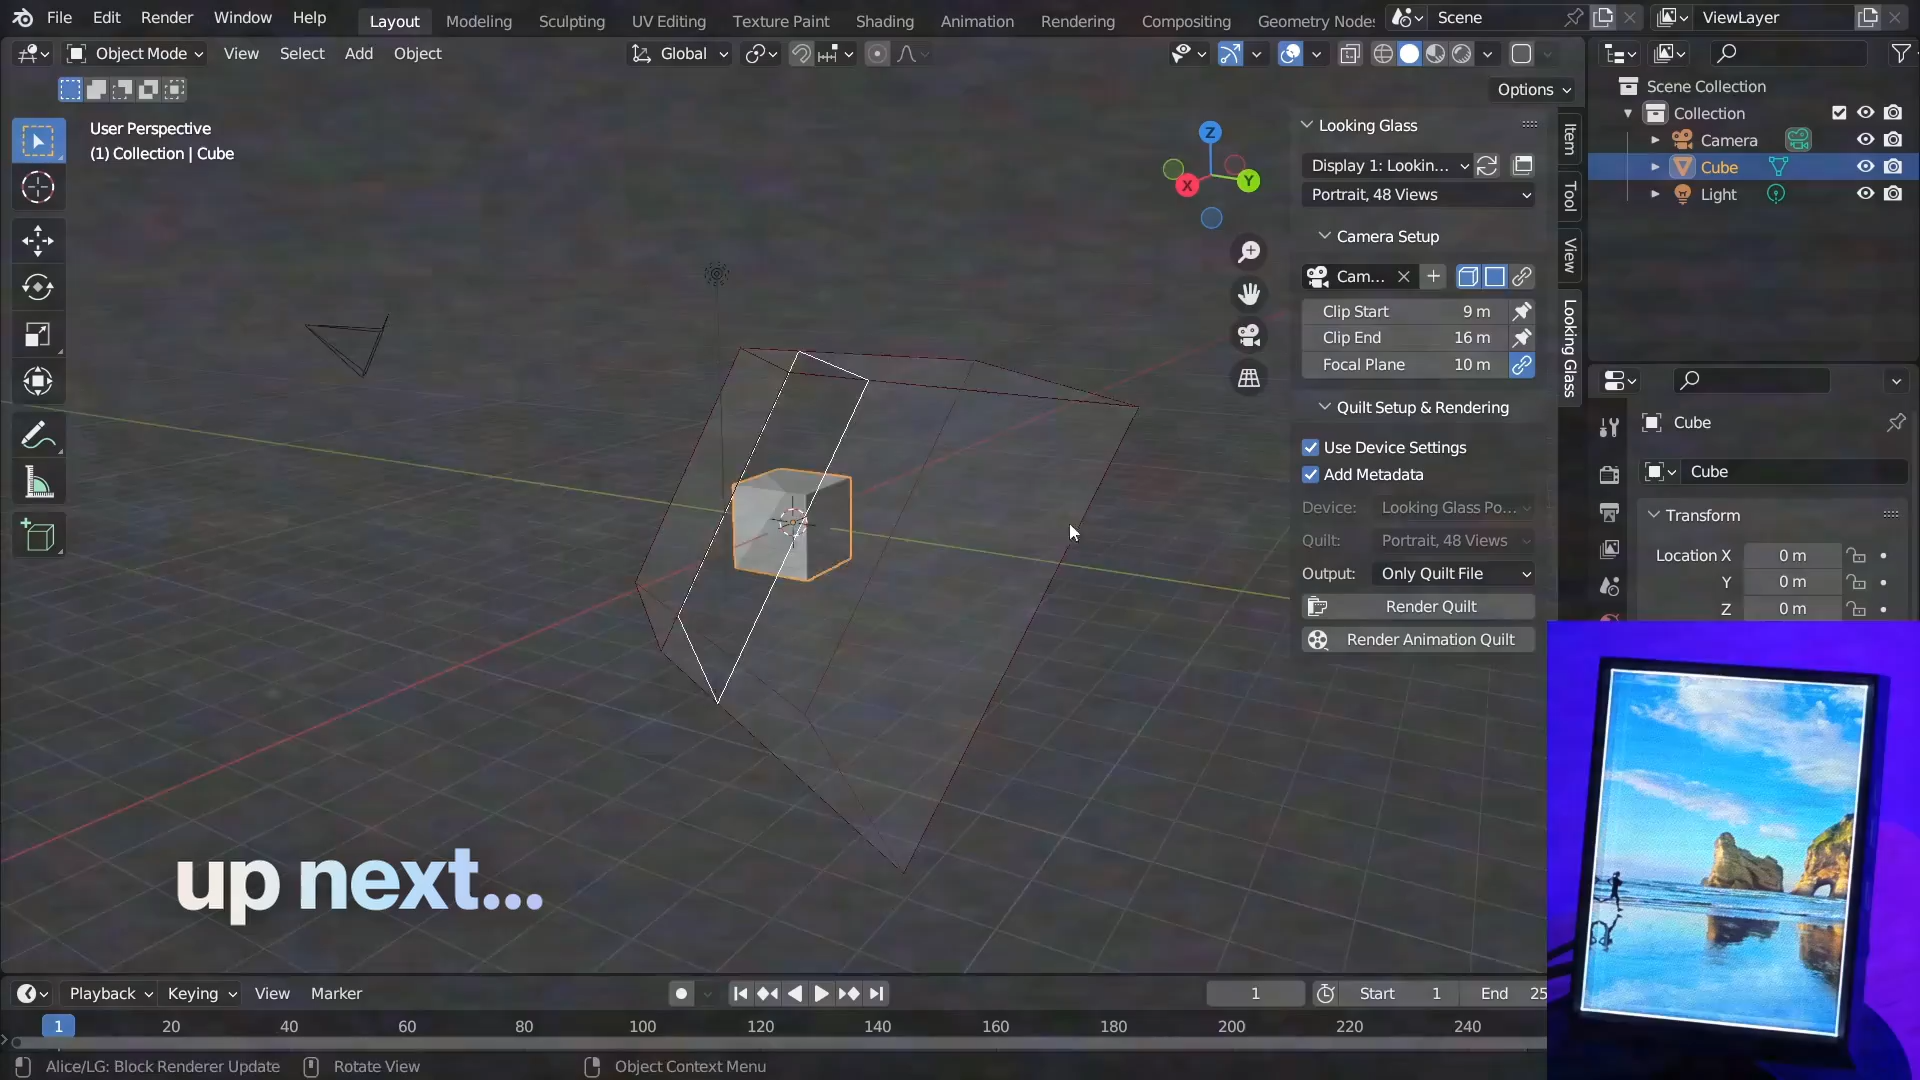 File Edit Render Window Help Layout Modeling Sculpting UV Editing Texture Paint Shading Animation Rendering Compositing Geometry Nodes Scene ViewLayer
Object Mode View Select Add Object Global
Options
User Perspective
(1) Collection | Cube
Z
Y
X
Looking Glass
Display 1: Lookin...
Portrait, 48 Views
Camera Setup
Cam...
Clip Start 9 m
Clip End 16 m
Focal Plane 10 m
Quilt Setup & Rendering
Use Device Settings
Add Metadata
Device: Looking Glass Po...
Quilt: Portrait, 48 Views
Output: Only Quilt File
Render Quilt
Render Animation Quilt
Item
Tool
View
Looking Glass
Scene Collection
Collection
Camera
Cube
Light
Cube
Cube
Transform
Location X 0 m
Y 0 m
Z 0 m
up next...
Playback Keying View Marker 1 Start 1 End 25
1 20 40 60 80 100 120 140 160 180 200 220 240
Alice/LG: Block Renderer Update Rotate View Object Context Menu